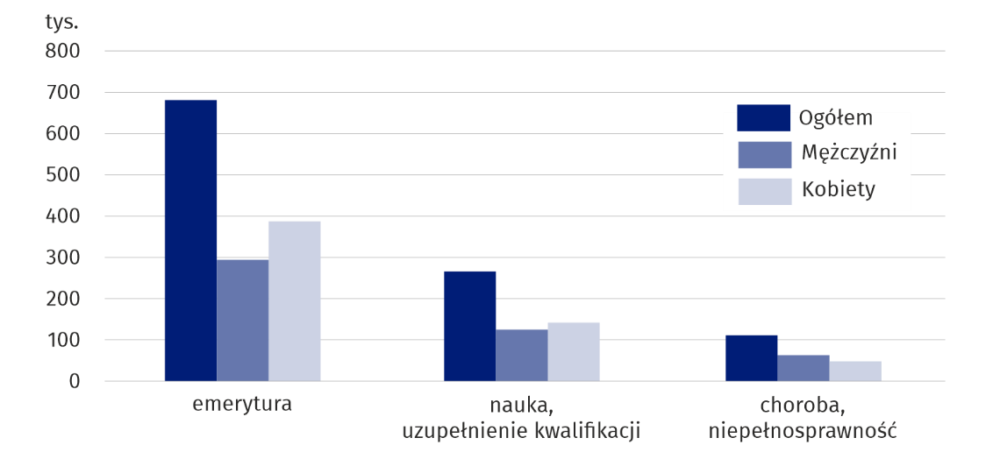 tys.
800
700
600
500
400
300
200
100
0
Ogółem
Mężczyźni
Kobiety
emerytura
nauka,
uzupełnienie kwalifikacji
choroba,
niepełnosprawność